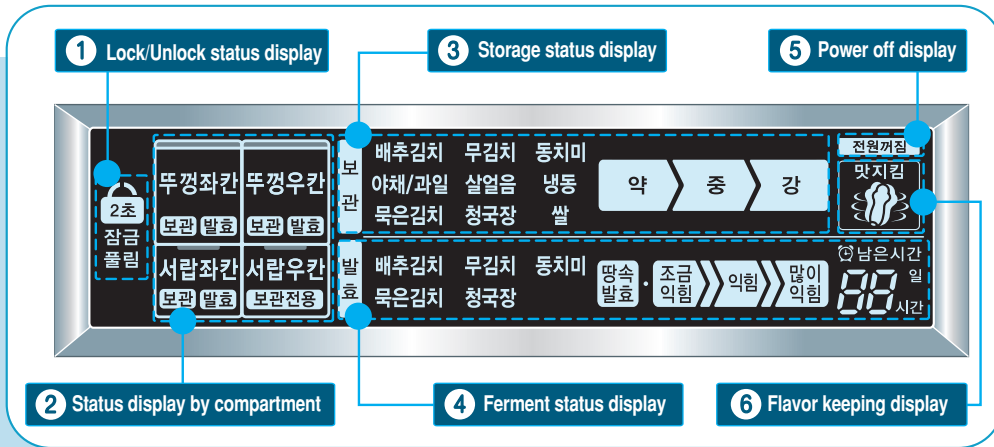 1 Lock/Unlock status display
3 Storage status display
5 Power off display
2초
잠금
풀림
뚜껑좌칸 뚜껑우칸
보관 발효 보관 발효
서랍좌칸 서랍우칸
보관 발효 보관전용
보관
배추김치 무김치 동치미
야채/과일 살얼음 냉동
묵은김치 청국장 쌀
약 중 강
전원꺼짐
맛지킴
발효
배추김치 무김치 동치미
묵은김치 청국장
땅속발효 · 조금익힘 익힘 많이익힘
남은시간
88 일
시간
2 Status display by compartment
4 Ferment status display
6 Flavor keeping display